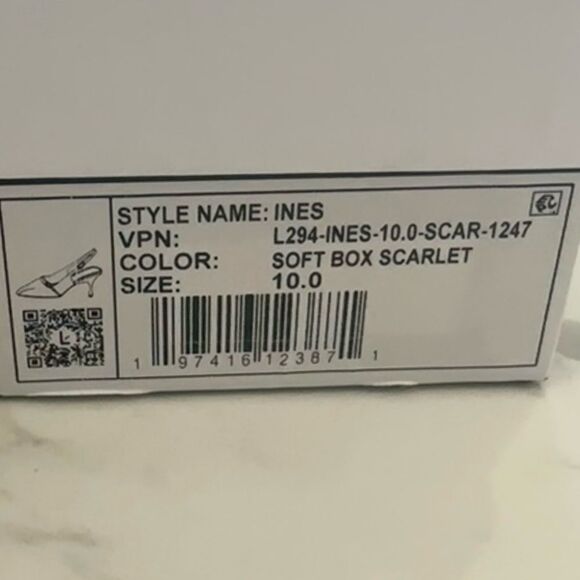 STYLE NAME: INES
VPN: L294-INES-10.0-SCAR-1247
COLOR: SOFT BOX SCARLET
SIZE: 10.0
L
1 97416 12387 1